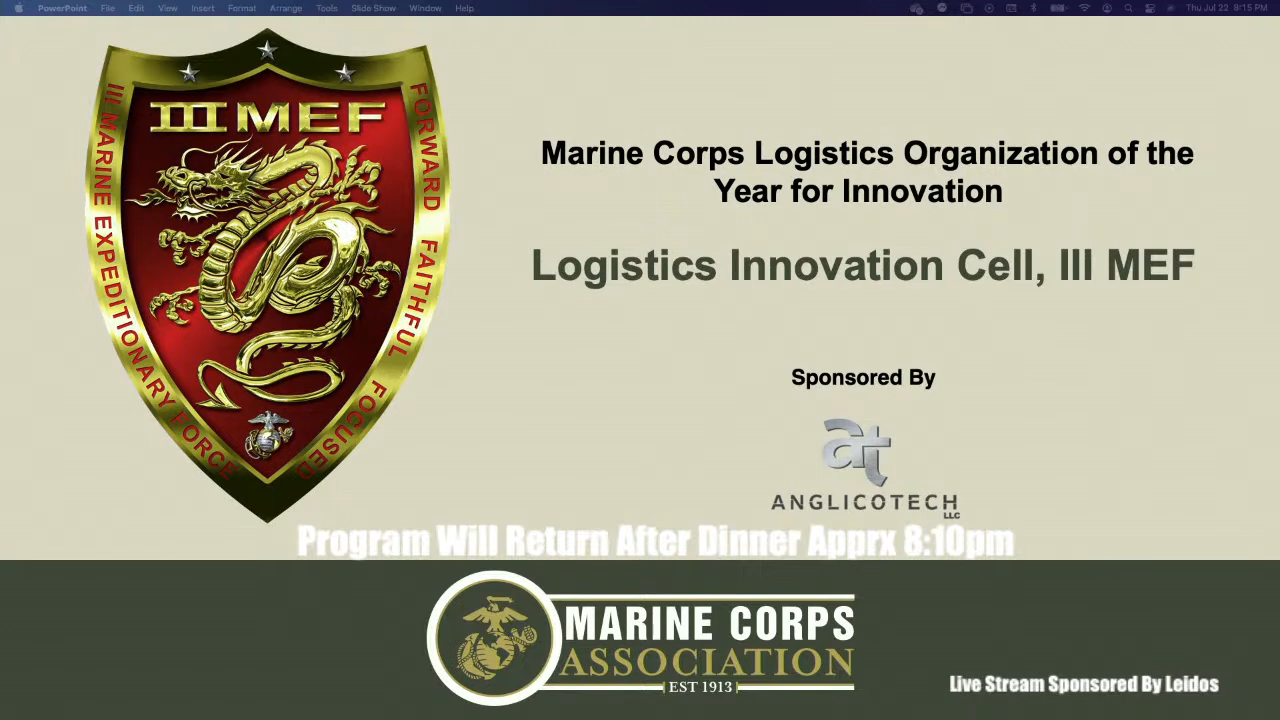 PowerPoint File Edit View Insert Format Arrange Tools Slide Show Window Help Thu Jul 22 8:15 PM
III MEF
III MARINE EXPEDITIONARY FORCE
FORWARD FAITHFUL FOCUSED
Marine Corps Logistics Organization of the
Year for Innovation
Logistics Innovation Cell, III MEF
Sponsored By
at
ANGLICOTECH
LLC
Program Will Return After Dinner Apprx 8:10pm
MARINE CORPS
ASSOCIATION
EST 1913
Live Stream Sponsored By Leidos